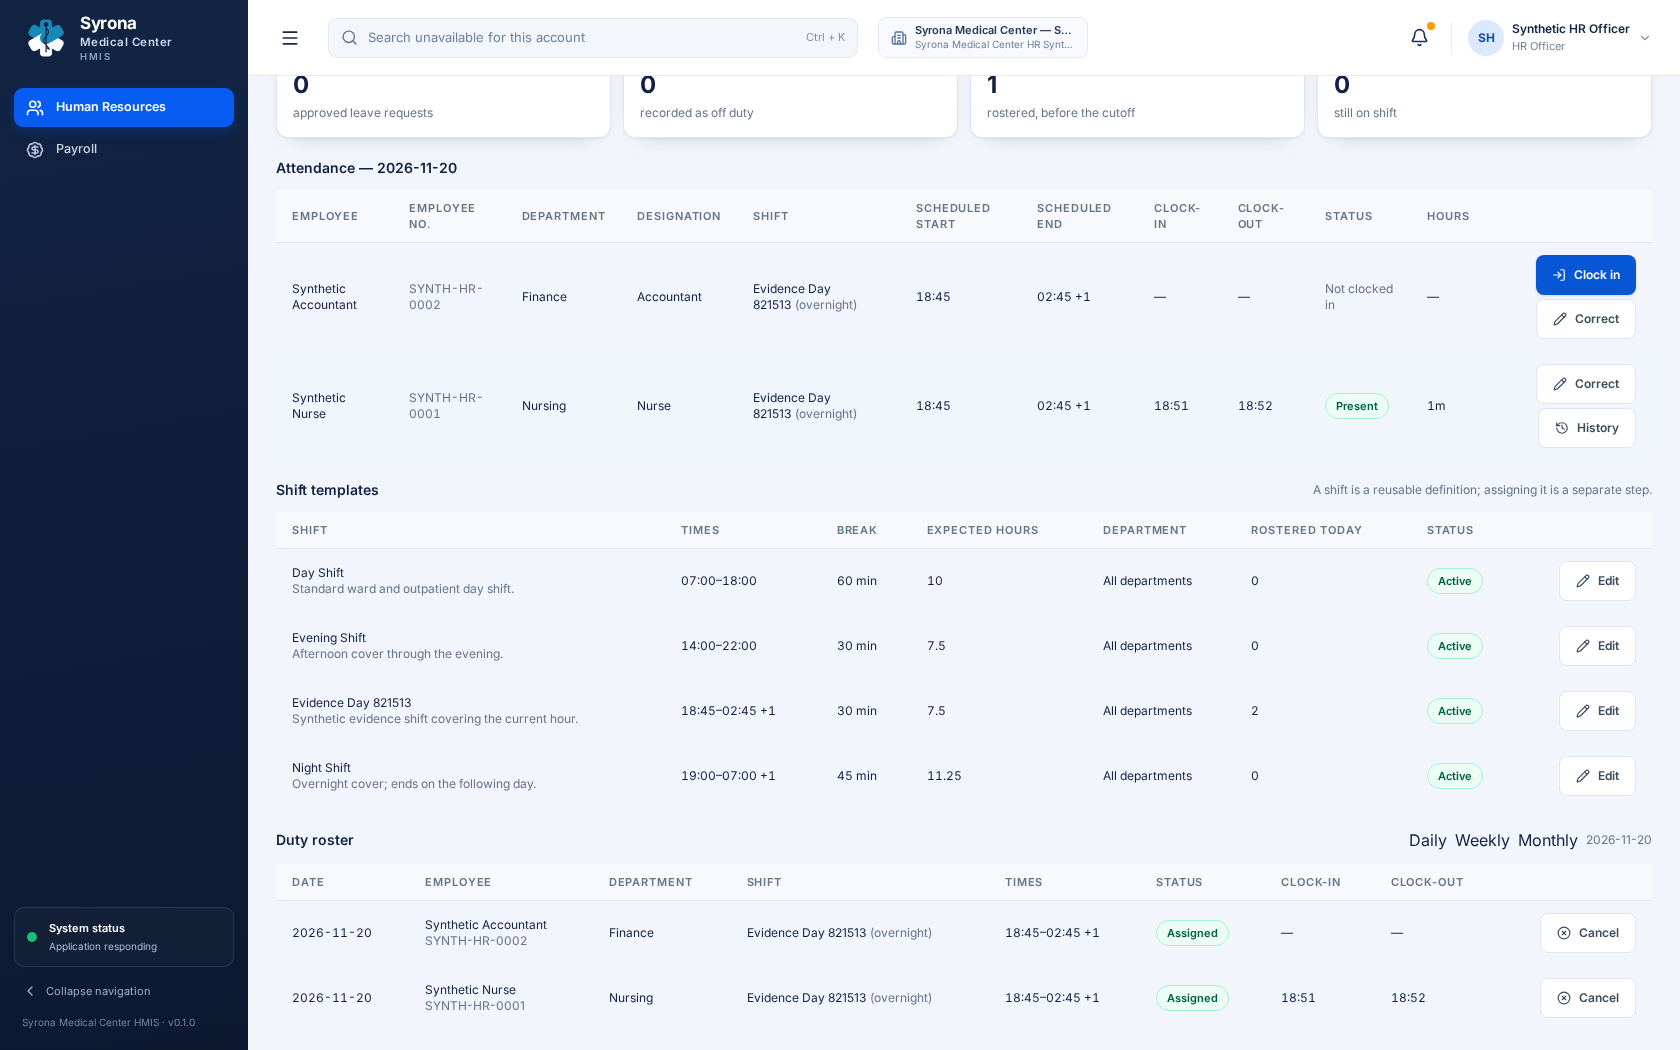 Syrona
Medical Center
HMIS
Human Resources
Payroll
System status
Application responding
Collapse navigation
Syrona Medical Center HMIS · v0.1.0
Search unavailable for this account
Ctrl + K
Syrona Medical Center — S...
Syrona Medical Center HR Synt...
SH
Synthetic HR Officer
HR Officer
0
approved leave requests
0
recorded as off duty
1
rostered, before the cutoff
0
still on shift
Attendance — 2026-11-20
EMPLOYEE
EMPLOYEE
NO.
DEPARTMENT
DESIGNATION
SHIFT
SCHEDULED
START
SCHEDULED
END
CLOCK-
IN
CLOCK-
OUT
STATUS
HOURS
Synthetic
Accountant
SYNTH-HR-
0002
Finance
Accountant
Evidence Day
821513 (overnight)
18:45
02:45 +1
—
—
Not clocked
in
—
Clock in
Correct
Synthetic
Nurse
SYNTH-HR-
0001
Nursing
Nurse
Evidence Day
821513 (overnight)
18:45
02:45 +1
18:51
18:52
Present
1m
Correct
History
Shift templates
A shift is a reusable definition; assigning it is a separate step.
SHIFT
TIMES
BREAK
EXPECTED HOURS
DEPARTMENT
ROSTERED TODAY
STATUS
Day Shift
Standard ward and outpatient day shift.
07:00–18:00
60 min
10
All departments
0
Active
Edit
Evening Shift
Afternoon cover through the evening.
14:00–22:00
30 min
7.5
All departments
0
Active
Edit
Evidence Day 821513
Synthetic evidence shift covering the current hour.
18:45–02:45 +1
30 min
7.5
All departments
2
Active
Edit
Night Shift
Overnight cover; ends on the following day.
19:00–07:00 +1
45 min
11.25
All departments
0
Active
Edit
Duty roster
Daily Weekly Monthly 2026-11-20
DATE
EMPLOYEE
DEPARTMENT
SHIFT
TIMES
STATUS
CLOCK-IN
CLOCK-OUT
2026-11-20
Synthetic Accountant
SYNTH-HR-0002
Finance
Evidence Day 821513 (overnight)
18:45–02:45 +1
Assigned
—
—
Cancel
2026-11-20
Synthetic Nurse
SYNTH-HR-0001
Nursing
Evidence Day 821513 (overnight)
18:45–02:45 +1
Assigned
18:51
18:52
Cancel